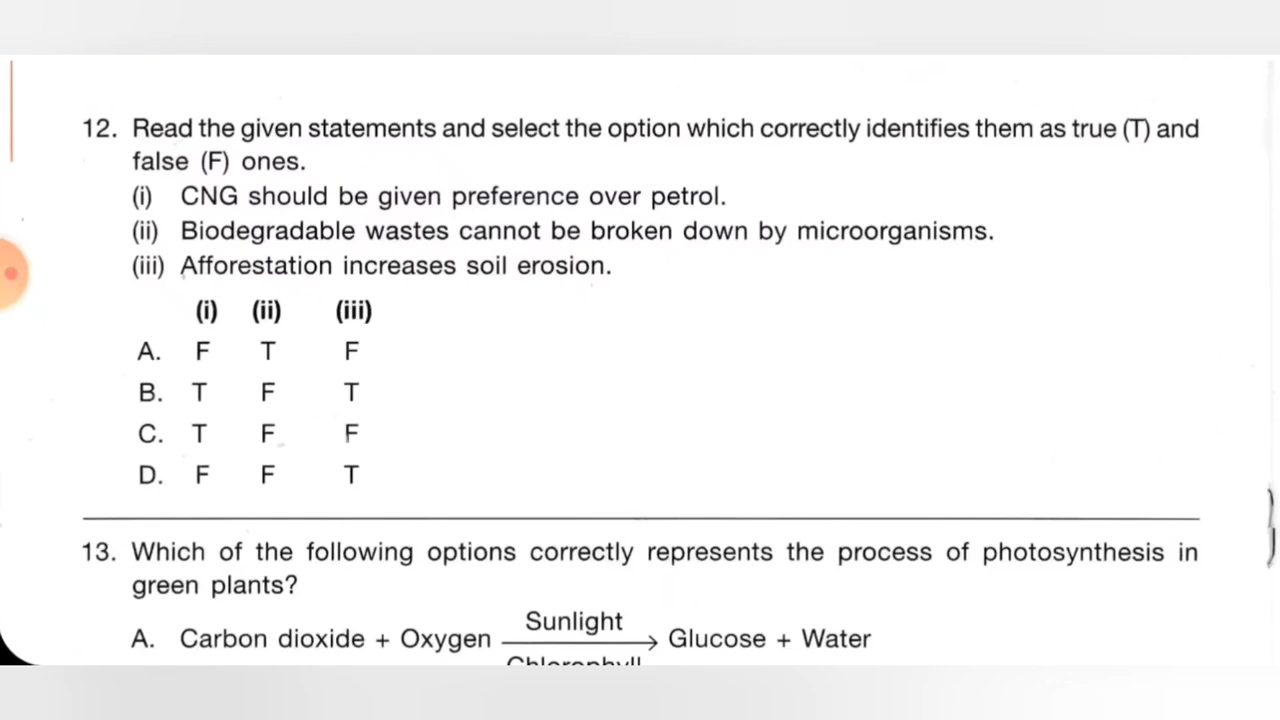 12. Read the given statements and select the option which correctly identifies them as true (T) and
false (F) ones.
(i) CNG should be given preference over petrol.
(ii) Biodegradable wastes cannot be broken down by microorganisms.
(iii) Afforestation increases soil erosion.
(i) (ii) (iii)
A. F T F
B. T F T
C. T F F
D. F F T
13. Which of the following options correctly represents the process of photosynthesis in
green plants?
Sunlight
A. Carbon dioxide + Oxygen ⟶ Glucose + Water
Chlorophyll